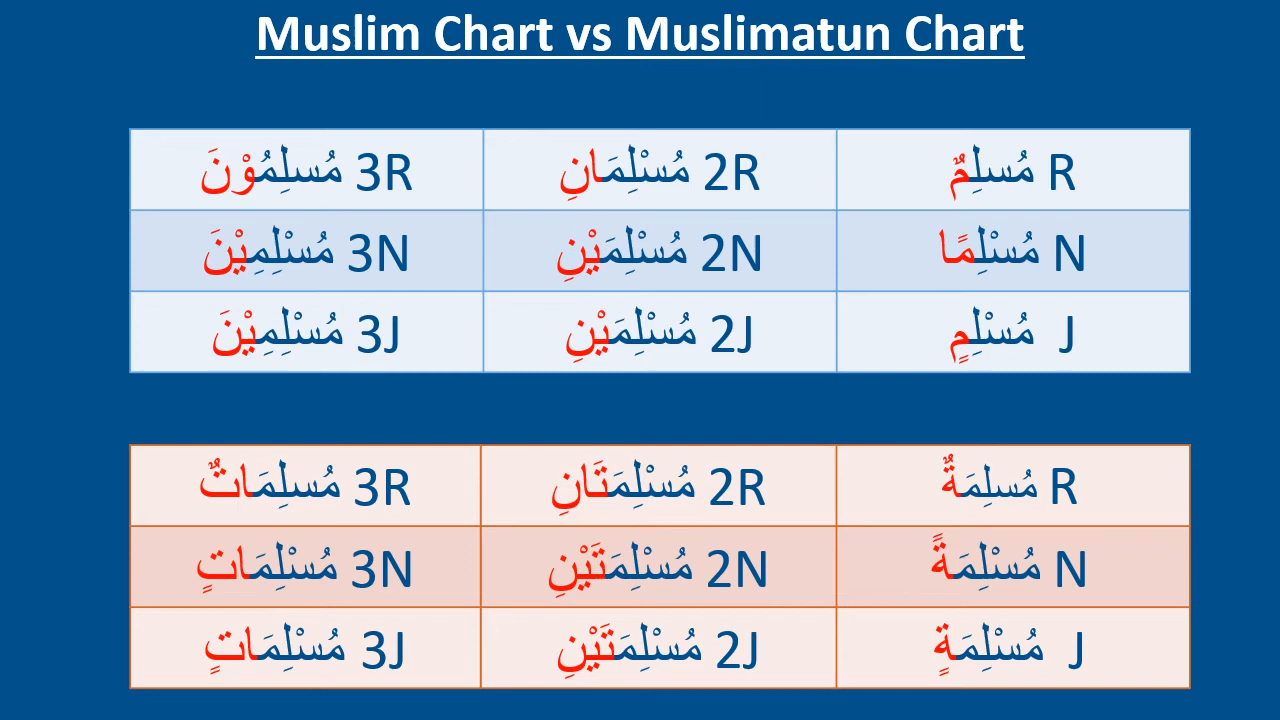 Muslim Chart vs Muslimatun Chart
R مُسلِمٌ 2R مُسْلِمَانِ 3R مُسلِمُوْنَ
N مُسْلِمًا 2N مُسْلِمَيْنِ 3N مُسْلِمِيْنَ
J مُسْلِمٍ 2J مُسْلِمَيْنِ 3J مُسْلِمِيْنَ
R مُسلِمَةٌ 2R مُسْلِمَتَانِ 3R مُسلِمَاتٌ
N مُسْلِمَةً 2N مُسْلِمَتَيْنِ 3N مُسْلِمَاتٍ
J مُسْلِمَةٍ 2J مُسْلِمَتَيْنِ 3J مُسْلِمَاتٍ